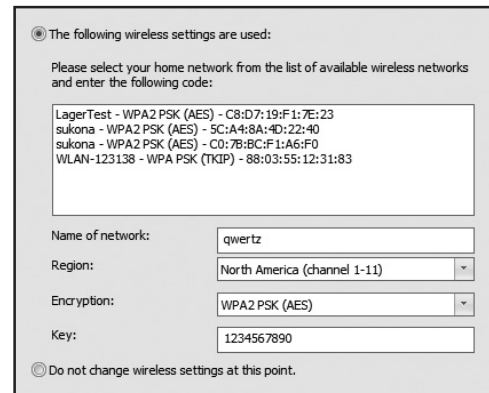 The following wireless settings are used:
Please select your home network from the list of available wireless networks
and enter the following code:
LagerTest - WPA2 PSK (AES) - C8:D7:19:F1:7E:23
sukona - WPA2 PSK (AES) - 5C:A4:8A:4D:22:40
sukona - WPA2 PSK (AES) - C0:7B:BC:F1:A6:F0
WLAN-123138 - WPA PSK (TKIP) - 88:03:55:12:31:83
Name of network: qwertz
Region: North America (channel 1-11)
Encryption: WPA2 PSK (AES)
Key: 1234567890
Do not change wireless settings at this point.